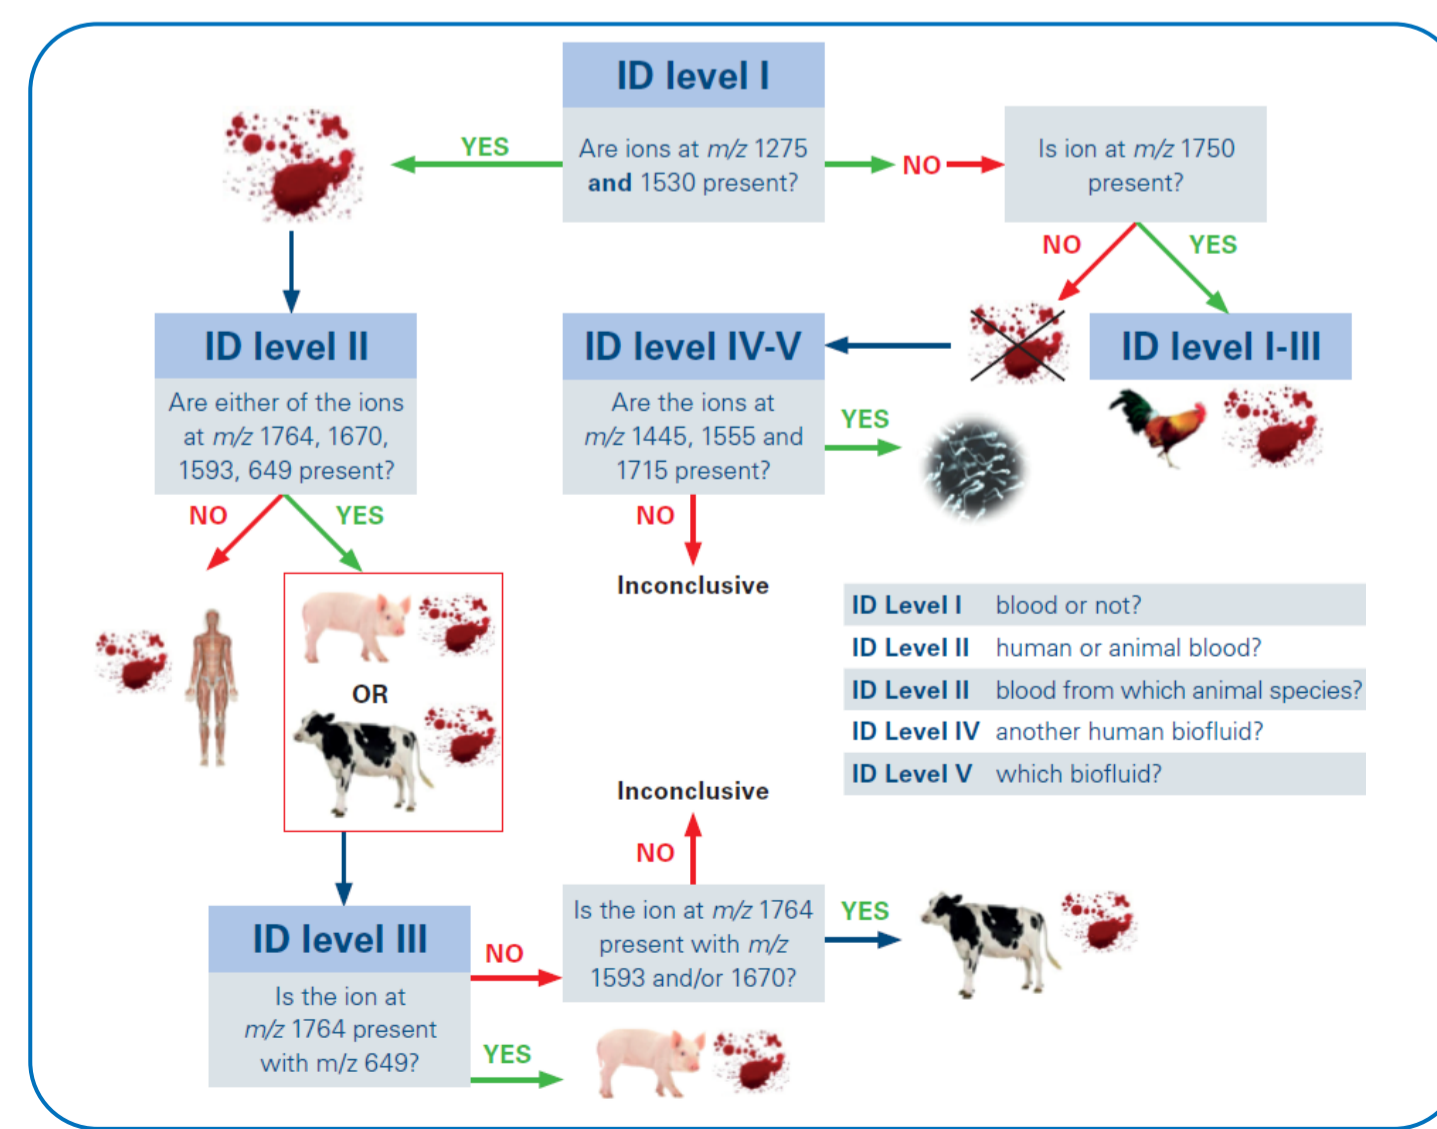 ID level I
Are ions at m/z 1275
and 1530 present?
YES
NO
Is ion at m/z 1750
present?
NO
YES
ID level II
Are either of the ions
at m/z 1764, 1670,
1593, 649 present?
ID level IV-V
Are the ions at
m/z 1445, 1555 and
1715 present?
ID level I-III
YES
NO
Inconclusive
NO
YES
OR
ID Level I blood or not?
ID Level II human or animal blood?
ID Level II blood from which animal species?
ID Level IV another human biofluid?
ID Level V which biofluid?
ID level III
Is the ion at
m/z 1764 present
with m/z 649?
NO
YES
Inconclusive
NO
Is the ion at m/z 1764
present with m/z
1593 and/or 1670?
YES